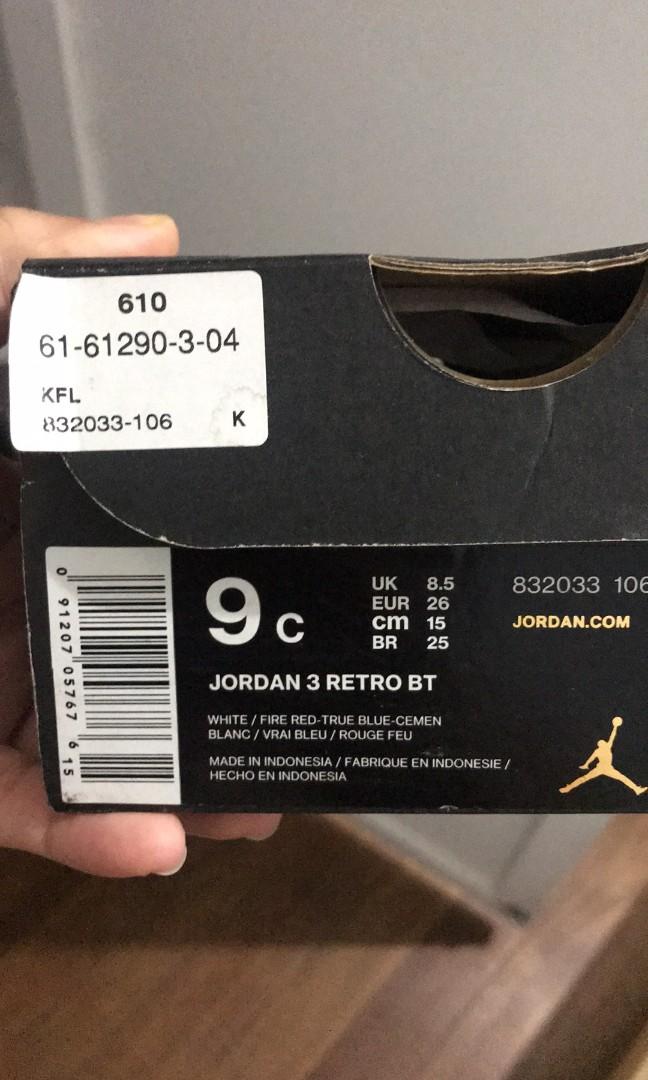 610
61-61290-3-04
KFL
832033-106 K
0 91207 05767 6 15
9 C
UK 8.5
EUR 26
cm 15
BR 25
832033 106
JORDAN.COM
JORDAN 3 RETRO BT
WHITE / FIRE RED-TRUE BLUE-CEMEN
BLANC / VRAI BLEU / ROUGE FEU
MADE IN INDONESIA / FABRIQUE EN INDONESIE /
HECHO EN INDONESIA